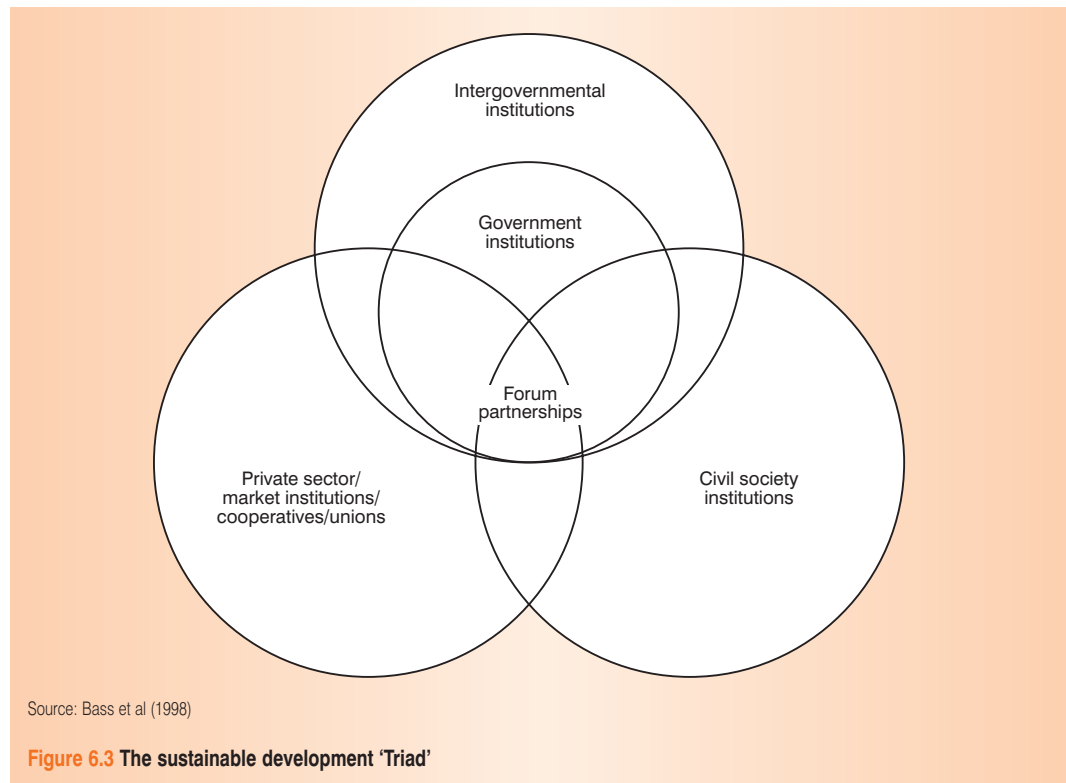 Intergovernmental
institutions
Government
institutions
Forum
partnerships
Private sector/
market institutions/
cooperatives/unions
Civil society
institutions
Source: Bass et al (1998)
Figure 6.3 The sustainable development ‘Triad’